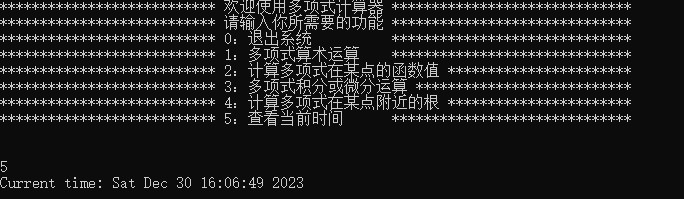 *************************** 欢迎使用多项式计算器 ******************************
*************************** 请输入你所需要的功能 ******************************
*************************** 0：退出系统          ******************************
*************************** 1：多项式算术运算    ******************************
*************************** 2：计算多项式在某点的函数值 ***********************
*************************** 3：多项式积分或微分运算 ***************************
*************************** 4：计算多项式在某点附近的根 ***********************
*************************** 5：查看当前时间      ******************************
5
Current time: Sat Dec 30 16:06:49 2023